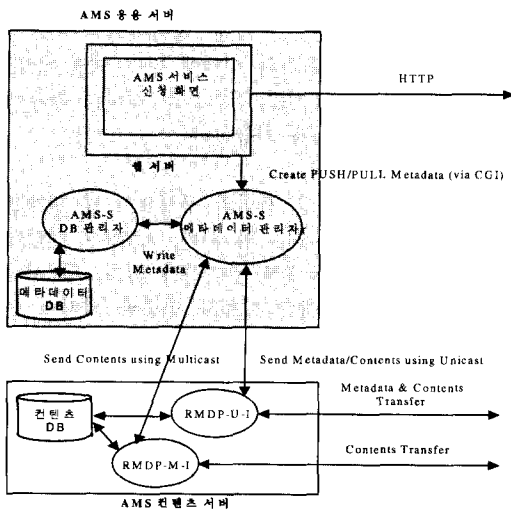 AMS 응용 서버
AMS 서비스
신청화면
HTTP
웹 서버
Create PUSH/PULL Metadata (via CGI)
AMS-S
DB 관리자
AMS-S
메타데이터 관리자
Write
Metadata
메타데이터
DB
Send Contents using Multicast
Send Metadata/Contents using Unicast
컨텐츠
DB
RMDP-U-I
Metadata & Contents
Transfer
RMDP-M-I
Contents Transfer
AMS 컨텐츠 서버